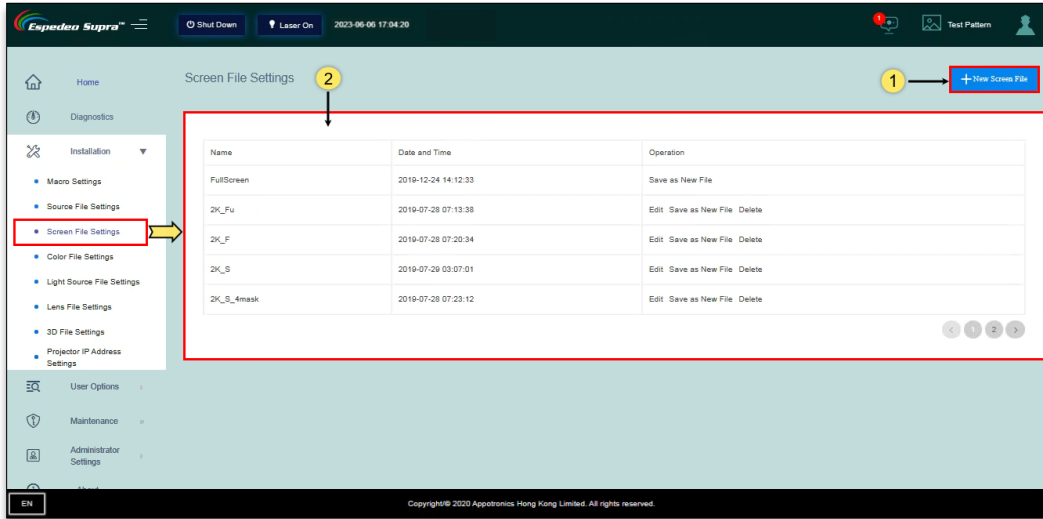 Espedeo Supra™
Shut Down
Laser On
2023-06-06 17:04:20
1
Test Pattern
Home
Diagnostics
Installation
Macro Settings
Source File Settings
Screen File Settings
Color File Settings
Light Source File Settings
Lens File Settings
3D File Settings
Projector IP Address
Settings
User Options
Maintenance
Administrator
Settings
About
EN
Screen File Settings
2
1
New Screen File
Name Date and Time Operation
FullScreen 2019-12-24 14:12:33 Save as New File
2K_Fu 2019-07-28 07:13:38 Edit Save as New File Delete
2K_F 2019-07-28 07:20:34 Edit Save as New File Delete
2K_S 2019-07-29 03:07:01 Edit Save as New File Delete
2K_S_4mask 2019-07-28 07:23:12 Edit Save as New File Delete
< 1 2 >
Copyright/© 2020 Appotronics Hong Kong Limited. All rights reserved.